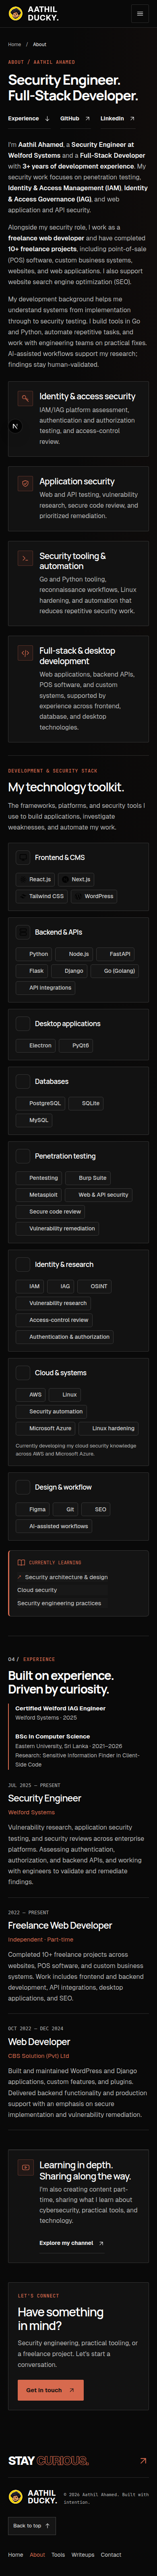 AATHIL
DUCKY.
Home / About
ABOUT / AATHIL AHAMED
Security Engineer.
Full-Stack Developer.
Experience ↓ GitHub ↗ LinkedIn ↗
I'm Aathil Ahamed, a Security Engineer at
Welford Systems and a Full-Stack Developer
with 3+ years of development experience. My
security work focuses on penetration testing,
Identity & Access Management (IAM), Identity
& Access Governance (IAG), and web
application and API security.
Alongside my security role, I work as a
freelance web developer and have completed
10+ freelance projects, including point-of-sale
(POS) software, custom business systems,
websites, and mobile applications. I also support
website search engine optimization (SEO).
My development background helps me
understand systems from implementation
through to security testing. I build tools in Go
and Python, automate repetitive tasks, and
work with engineering teams on practical fixes.
AI-assisted workflows support my research;
findings stay human-validated.
Identity & access security
IAM/IAG platform assessment,
authentication and authorization
testing, and access-control
review.
N
Application security
Web and API testing, vulnerability
research, secure code review, and
prioritized remediation.
Security tooling &
automation
Go and Python tooling,
reconnaissance workflows, Linux
hardening, and automation that
reduces repetitive security work.
Full-stack & desktop
development
Web applications, backend APIs,
POS software, and custom
systems, supported by
experience across frontend,
database, and desktop
technologies.
DEVELOPMENT & SECURITY STACK
My technology toolkit.
The frameworks, platforms, and security tools I
use to build applications, investigate
weaknesses, and automate my work.
Frontend & CMS
React.js Next.js
Tailwind CSS WordPress
Backend & APIs
Python Node.js FastAPI
Flask Django Go (Golang)
API integrations
Desktop applications
Electron PyQt6
Databases
PostgreSQL SQLite
MySQL
Penetration testing
Pentesting Burp Suite
Metasploit Web & API security
Secure code review
Vulnerability remediation
Identity & research
IAM IAG OSINT
Vulnerability research
Access-control review
Authentication & authorization
Cloud & systems
AWS Linux
Security automation
Microsoft Azure Linux hardening
Currently developing my cloud security knowledge
across AWS and Microsoft Azure.
Design & workflow
Figma Git SEO
AI-assisted workflows
CURRENTLY LEARNING
↗ Security architecture & design
Cloud security
Security engineering practices
04 / EXPERIENCE
Built on experience.
Driven by curiosity.
Certified Welford IAG Engineer
Welford Systems · 2025
BSc in Computer Science
Eastern University, Sri Lanka · 2021–2026
Research: Sensitive Information Finder in Client-
Side Code
JUL 2025 — PRESENT
Security Engineer
Welford Systems
Vulnerability research, application security
testing, and security reviews across enterprise
platforms. Assessing authentication,
authorization, backend APIs, and working
with engineers to validate and remediate
findings.
2022 — PRESENT
Freelance Web Developer
Independent · Part-time
Completed 10+ freelance projects across
websites, POS software, and custom business
systems. Work includes frontend and backend
development, API integrations, desktop
applications, and SEO.
OCT 2022 — DEC 2024
Web Developer
CBS Solution (Pvt) Ltd
Built and maintained WordPress and Django
applications, custom features, and plugins.
Delivered backend functionality and production
support with an emphasis on secure
implementation and vulnerability remediation.
Learning in depth.
Sharing along the way.
I'm also creating content part-
time, sharing what I learn about
cybersecurity, practical tools, and
technology.
Explore my channel ↗
LET'S CONNECT
Have something
in mind?
Security engineering, practical tooling, or
a freelance project. Let's start a
conversation.
Get in touch ↗
STAY CURIOUS. ↗
AATHIL
DUCKY.
© 2026 Aathil Ahamed. Built with
intention.
Back to top ↑
Home About Tools Writeups Contact